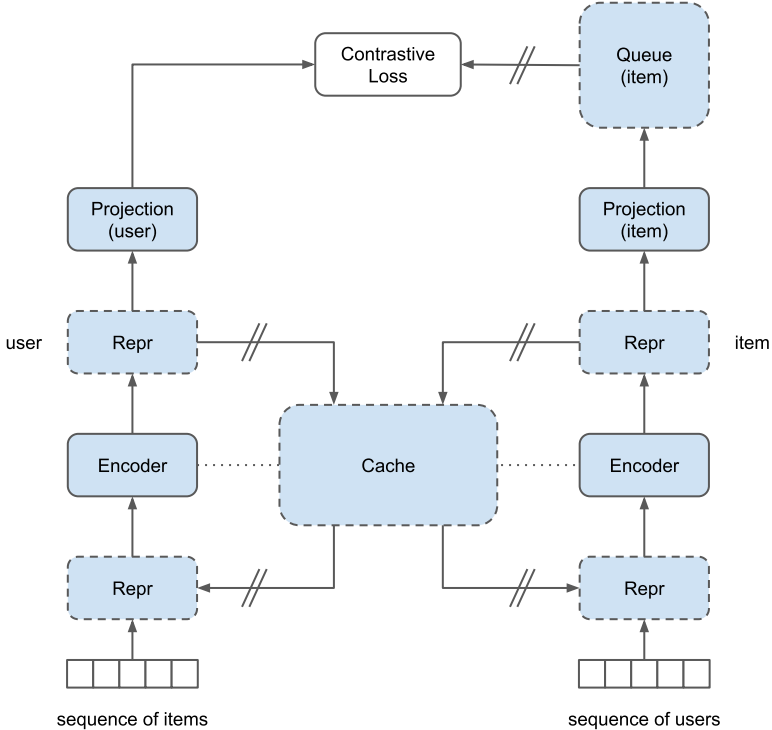 Contrastive
Loss
Queue
(item)
Projection
(user)
Projection
(item)
user
Repr
Repr
item
Encoder
Cache
Encoder
Repr
Repr
sequence of items
sequence of users